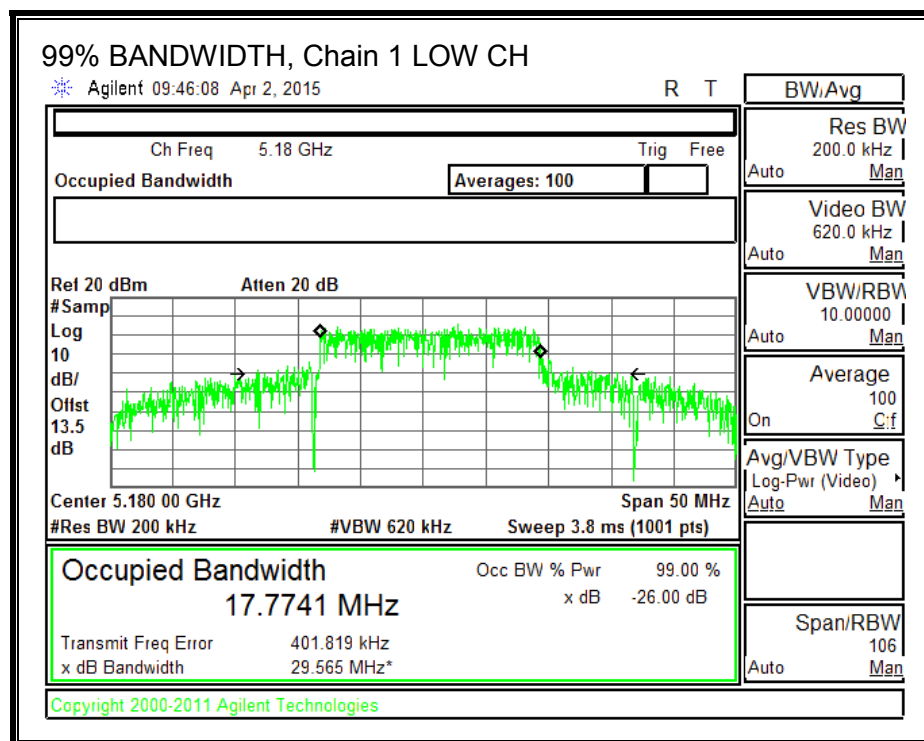 99% BANDWIDTH, Chain 1 LOW CH
Agilent 09:46:08 Apr 2, 2015 R T
Ch Freq 5.18 GHz Trig Free
Occupied Bandwidth Averages: 100
Ref 20 dBm Atten 20 dB
#Samp
Log
10
dB/
Offst
13.5
dB
Center 5.180 00 GHz Span 50 MHz
#Res BW 200 kHz #VBW 620 kHz Sweep 3.8 ms (1001 pts)
Occupied Bandwidth
17.7741 MHz
Occ BW % Pwr 99.00 %
x dB -26.00 dB
Transmit Freq Error 401.819 kHz
x dB Bandwidth 29.565 MHz*
Copyright 2000-2011 Agilent Technologies
BW/Avg
Res BW
200.0 kHz
Auto Man
Video BW
620.0 kHz
Auto Man
VBW/RBW
10.00000
Auto Man
Average
100
On Off
Avg/VBW Type
Log-Pwr (Video)
Auto Man
Span/RBW
106
Auto Man